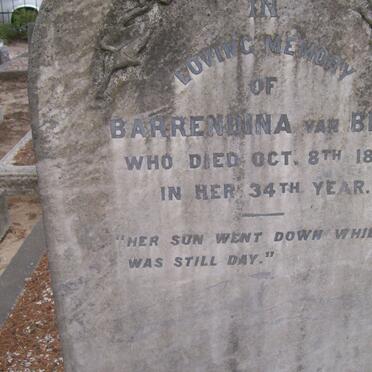 IN
LOVING MEMORY
OF
BARRENDINA VAN
WHO DIED OCT. 8TH
IN HER 34TH YEAR.
"HER SUN WENT DOWN
WAS STILL DAY."